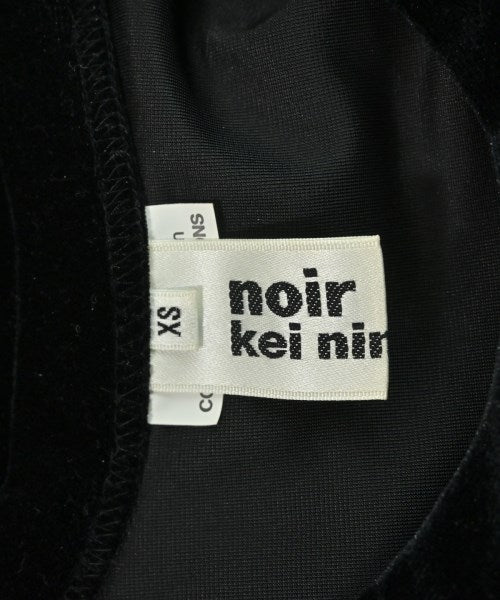 noir
kei nin
XS